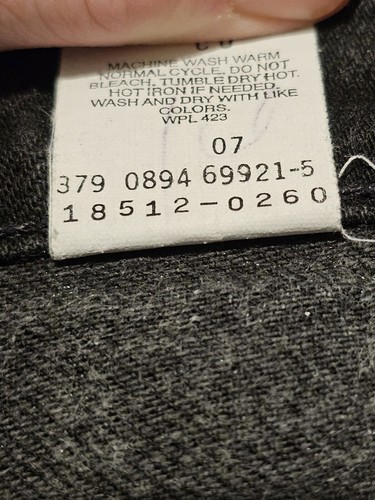 MACHINE WASH WARM
NORMAL CYCLE. DO NOT
BLEACH. TUMBLE DRY HOT.
HOT IRON IF NEEDED.
WASH AND DRY WITH LIKE
COLORS.
WPL 423
07
379 0894 69921-5
18512-0260